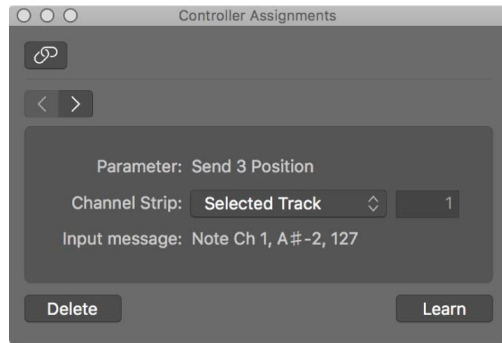 Controller Assignments
Parameter: Send 3 Position
Channel Strip: Selected Track 1
Input message: Note Ch 1, A♯-2, 127
Delete Learn